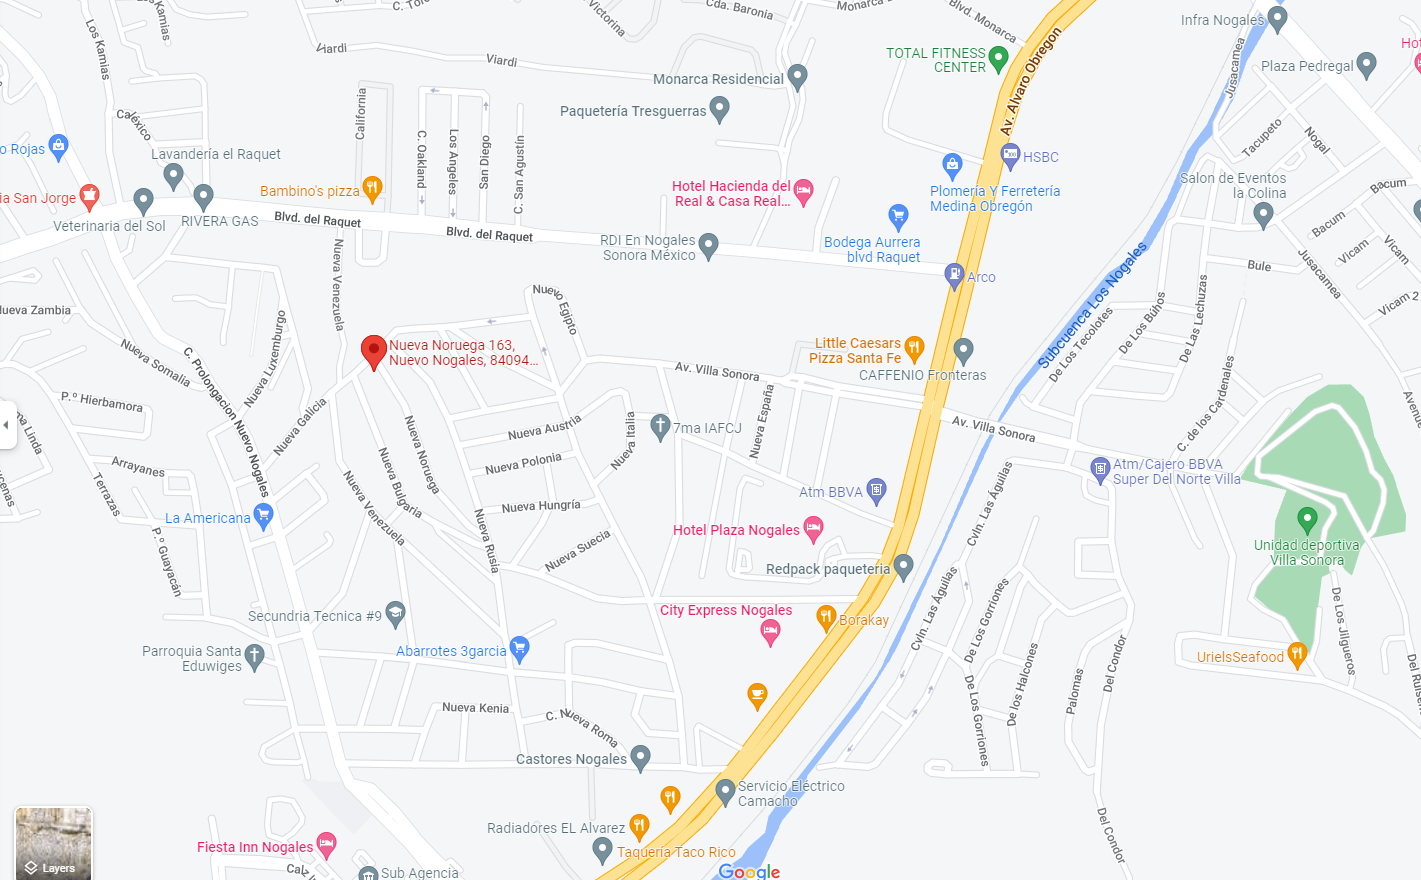 Cda. Baronia
Monarca
Blvd. Monarca
Infra Nogales
C. Tolo
Victorina
Los Kamias
Kamias
Viardi
Viardi
TOTAL FITNESS
CENTER
Av. Alvaro Obregon
Jusacamea
Plaza Pedregal
Monarca Residencial
Paquetería Tresguerras
California
C. Oakland
Los Angeles
San Diego
C. San Agustín
Caléxico
o Rojas
Lavandería el Raquet
HSBC
Tacupeto
Nogal
ia San Jorge
Bambino's pizza
Hotel Hacienda del
Real & Casa Real...
Plomería Y Ferretería
Medina Obregón
Salon de Eventos
la Colina
Bacum
Bacum
Veterinaria del Sol
RIVERA GAS
Blvd. del Raquet
Blvd. del Raquet
RDI En Nogales
Sonora México
Bodega Aurrera
blvd Raquet
Vicam
Vicam
Bule
Jusacamea
Arco
Subcuenca Los Nogales
Nueva Venezuela
Nuevo Egipto
Vicam 2
Nueva Zambia
De Los Búhos
De Las Lechuzas
De Los Tecolotes
Nueva Noruega 163,
Nuevo Nogales, 84094...
Little Caesars
Pizza Santa Fe
CAFFENIO Fronteras
Nueva Somalia
Nueva Luxemburgo
C. Prolongacion Nuevo Nogales
Av. Villa Sonora
Av. Villa Sonora
P.º Hierbamora
Nueva Galicia
Nueva Austria
Nueva Italia
7ma IAFCJ
Nueva España
C. de los Cardenales
Linda
Nueva Noruega
Nueva Bulgaria
Nueva Polonia
Arrayanes
Terrazas
Nueva Hungría
Atm BBVA
Atm/Cajero BBVA
Super Del Norte Villa
Cvln. Las Águilas
La Americana
Nueva Venezuela
Nueva Rusia
Nueva Suecia
Hotel Plaza Nogales
Unidad deportiva
Villa Sonora
P.º Guayacán
Redpack paqueteria
Cvln. Las Águilas
Secundria Tecnica #9
City Express Nogales
Borakay
De Los Gorriones
De Los Jilgueros
Parroquia Santa
Eduwiges
Abarrotes 3garcia
De los Halcones
Del Condor
UrielsSeafood
Palomas
De Los Gorriones
Nueva Kenia
C. Nueva Roma
Castores Nogales
Servicio Eléctrico
Camacho
Del Condor
Radiadores EL Alvarez
Taquería Taco Rico
Fiesta Inn Nogales
Sub Agencia
Layers
Google